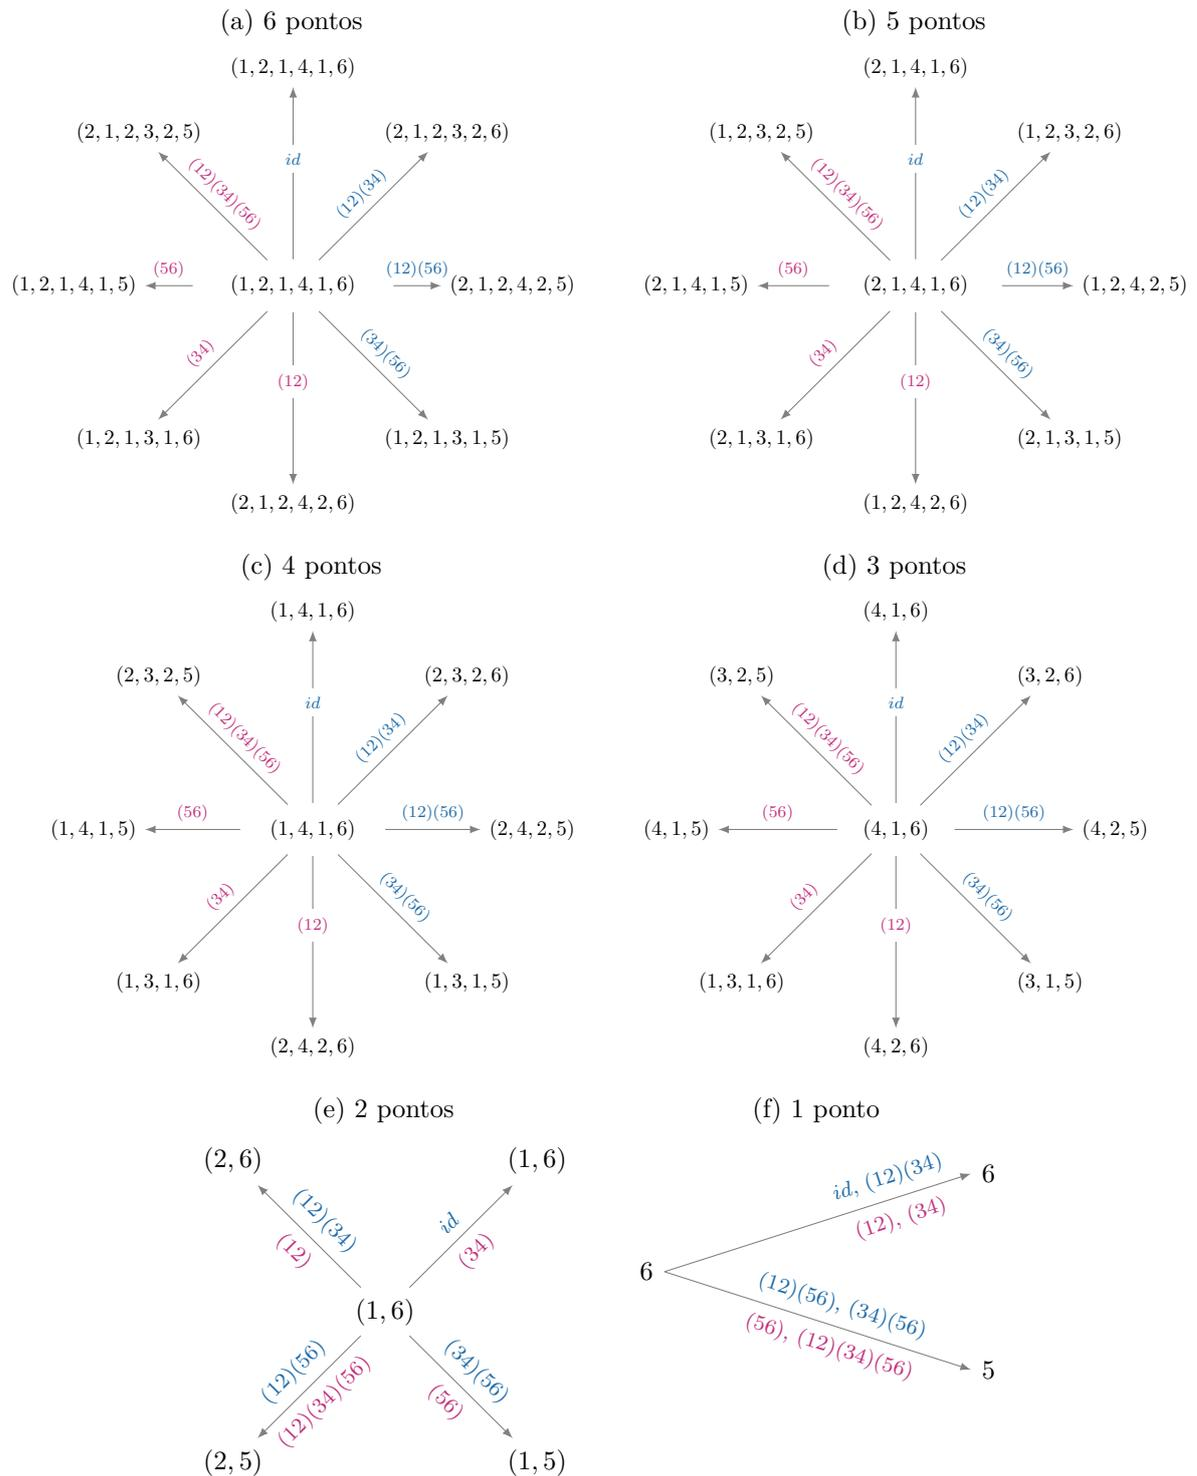 (a) 6 pontos
(1, 2, 1, 4, 1, 6)
(2, 1, 2, 3, 2, 5)
(2, 1, 2, 3, 2, 6)
(12)(34)(56)
id
(12)(34)
(1, 2, 1, 4, 1, 5)
(56)
(1, 2, 1, 4, 1, 6)
(12)(56)
(2, 1, 2, 4, 2, 5)
(34)
(12)
(34)(56)
(1, 2, 1, 3, 1, 6)
(1, 2, 1, 3, 1, 5)
(2, 1, 2, 4, 2, 6)
(b) 5 pontos
(2, 1, 4, 1, 6)
(1, 2, 3, 2, 5)
(1, 2, 3, 2, 6)
(12)(34)(56)
id
(12)(34)
(2, 1, 4, 1, 5)
(56)
(2, 1, 4, 1, 6)
(12)(56)
(1, 2, 4, 2, 5)
(34)
(12)
(34)(56)
(2, 1, 3, 1, 6)
(2, 1, 3, 1, 5)
(1, 2, 4, 2, 6)
(c) 4 pontos
(1, 4, 1, 6)
(2, 3, 2, 5)
(2, 3, 2, 6)
(12)(34)(56)
id
(12)(34)
(1, 4, 1, 5)
(56)
(1, 4, 1, 6)
(12)(56)
(2, 4, 2, 5)
(34)
(12)
(34)(56)
(1, 3, 1, 6)
(1, 3, 1, 5)
(2, 4, 2, 6)
(d) 3 pontos
(4, 1, 6)
(3, 2, 5)
(3, 2, 6)
(12)(34)(56)
id
(12)(34)
(4, 1, 5)
(56)
(4, 1, 6)
(12)(56)
(4, 2, 5)
(34)
(12)
(34)(56)
(1, 3, 1, 6)
(3, 1, 5)
(4, 2, 6)
(e) 2 pontos
(2, 6)
(1, 6)
(12)(34)
(12)
id
(34)
(1, 6)
(12)(56)
(12)(34)(56)
(34)(56)
(56)
(2, 5)
(1, 5)
(f) 1 ponto
id, (12)(34)
6
(12), (34)
6
(12)(56), (34)(56)
(56), (12)(34)(56)
5